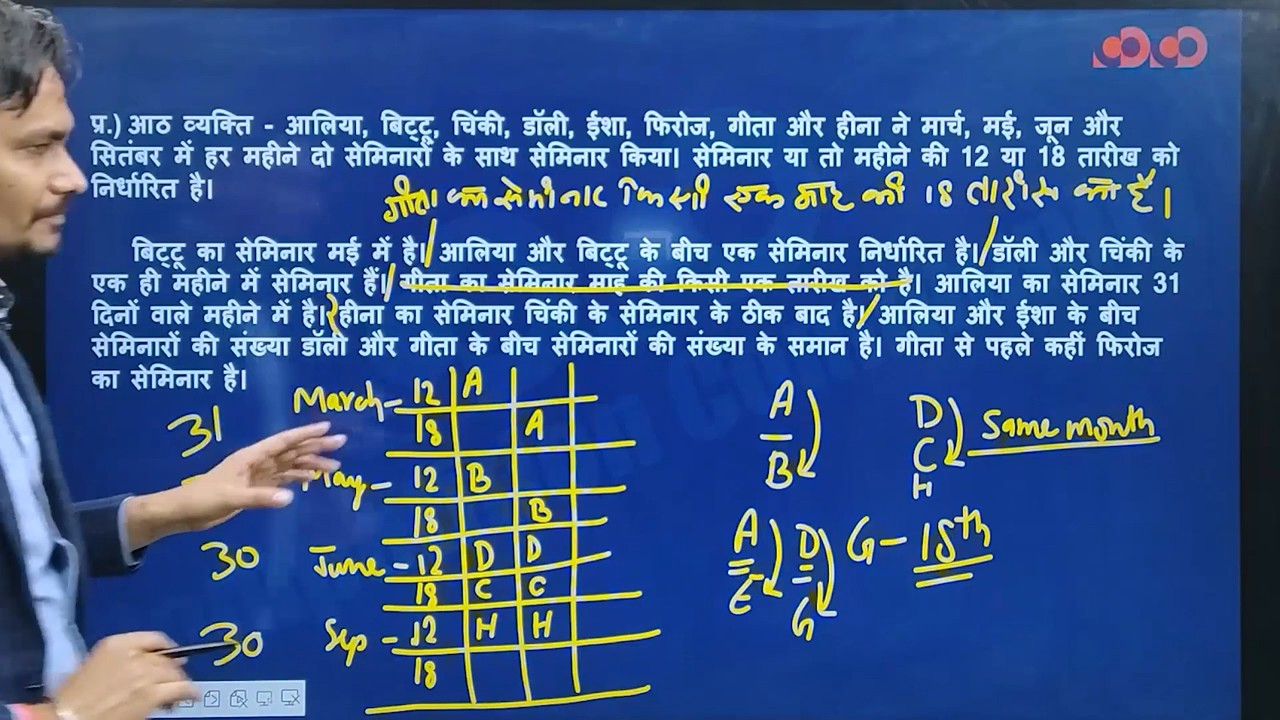 प्र.) आठ व्यक्ति - आलिया, बिट्टू, चिंकी, डॉली, ईशा, फिरोज, गीता और हीना ने मार्च, मई, जून और
सितंबर में हर महीने दो सेमिनारों के साथ सेमिनार किया। सेमिनार या तो महीने की 12 या 18 तारीख को
निर्धारित है।
गीता का सेमीनार किसी एक माह की 18 तारीख को है।
बिट्टू का सेमिनार मई में है। आलिया और बिट्टू के बीच एक सेमिनार निर्धारित है। डॉली और चिंकी के
एक ही महीने में सेमिनार हैं। गीता का सेमिनार माह की किसी एक तारीख को है। आलिया का सेमिनार 31
दिनों वाले महीने में है। हीना का सेमिनार चिंकी के सेमिनार के ठीक बाद है। आलिया और ईशा के बीच
सेमिनारों की संख्या डॉली और गीता के बीच सेमिनारों की संख्या के समान है। गीता से पहले कहीं फिरोज
का सेमिनार है।
31 March - 12 A
18 A
May - 12 B
18 B
30 June - 12 D D
18 C C
30 Sep - 12 H H
18
A
B
D
C Same month
H
A D G - 18th
E G